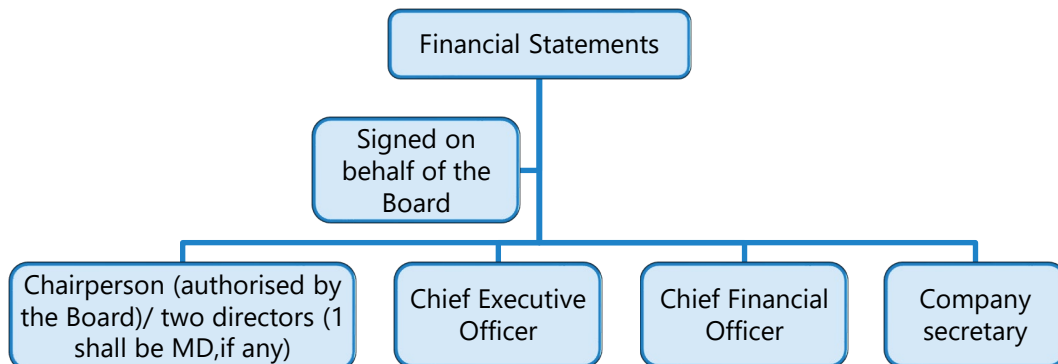 Financial Statements
Signed on
behalf of the
Board
Chairperson (authorised by
the Board)/ two directors (1
shall be MD,if any)
Chief Executive
Officer
Chief Financial
Officer
Company
secretary